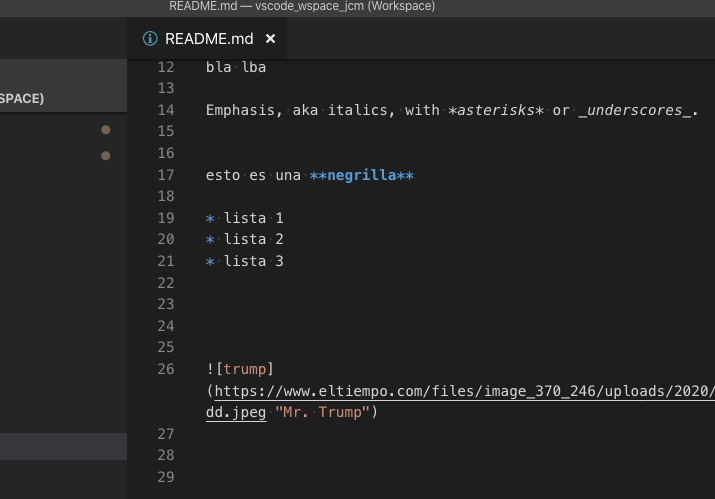 README.md — vscode_wspace_jcm (Workspace)
README.md ×
SPACE)
12 bla lba
13
14 Emphasis, aka italics, with *asterisks* or _underscores_.
15
16
17 esto es una **negrilla**
18
19 * lista 1
20 * lista 2
21 * lista 3
22
23
24
25
26 ![trump]
(https://www.eltiempo.com/files/image_370_246/uploads/2020/
dd.jpeg "Mr. Trump")
27
28
29